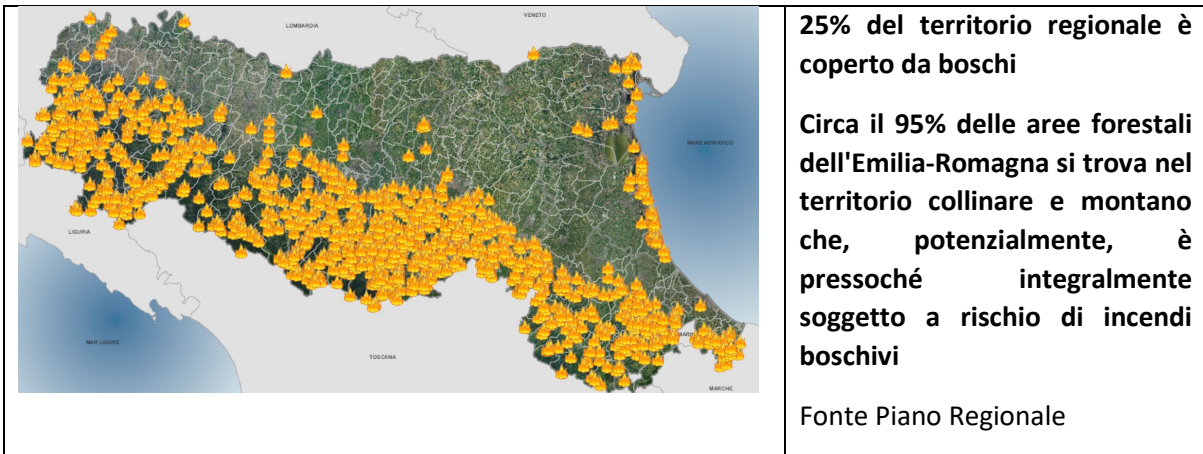 LOMBARDIA
VENETO
MARE ADRIATICO
LIGURIA
MAR LIGURE
TOSCANA
MARCHE
25% del territorio regionale è
coperto da boschi
Circa il 95% delle aree forestali
dell'Emilia-Romagna si trova nel
territorio collinare e montano
che, potenzialmente, è
pressoché integralmente
soggetto a rischio di incendi
boschivi
Fonte Piano Regionale